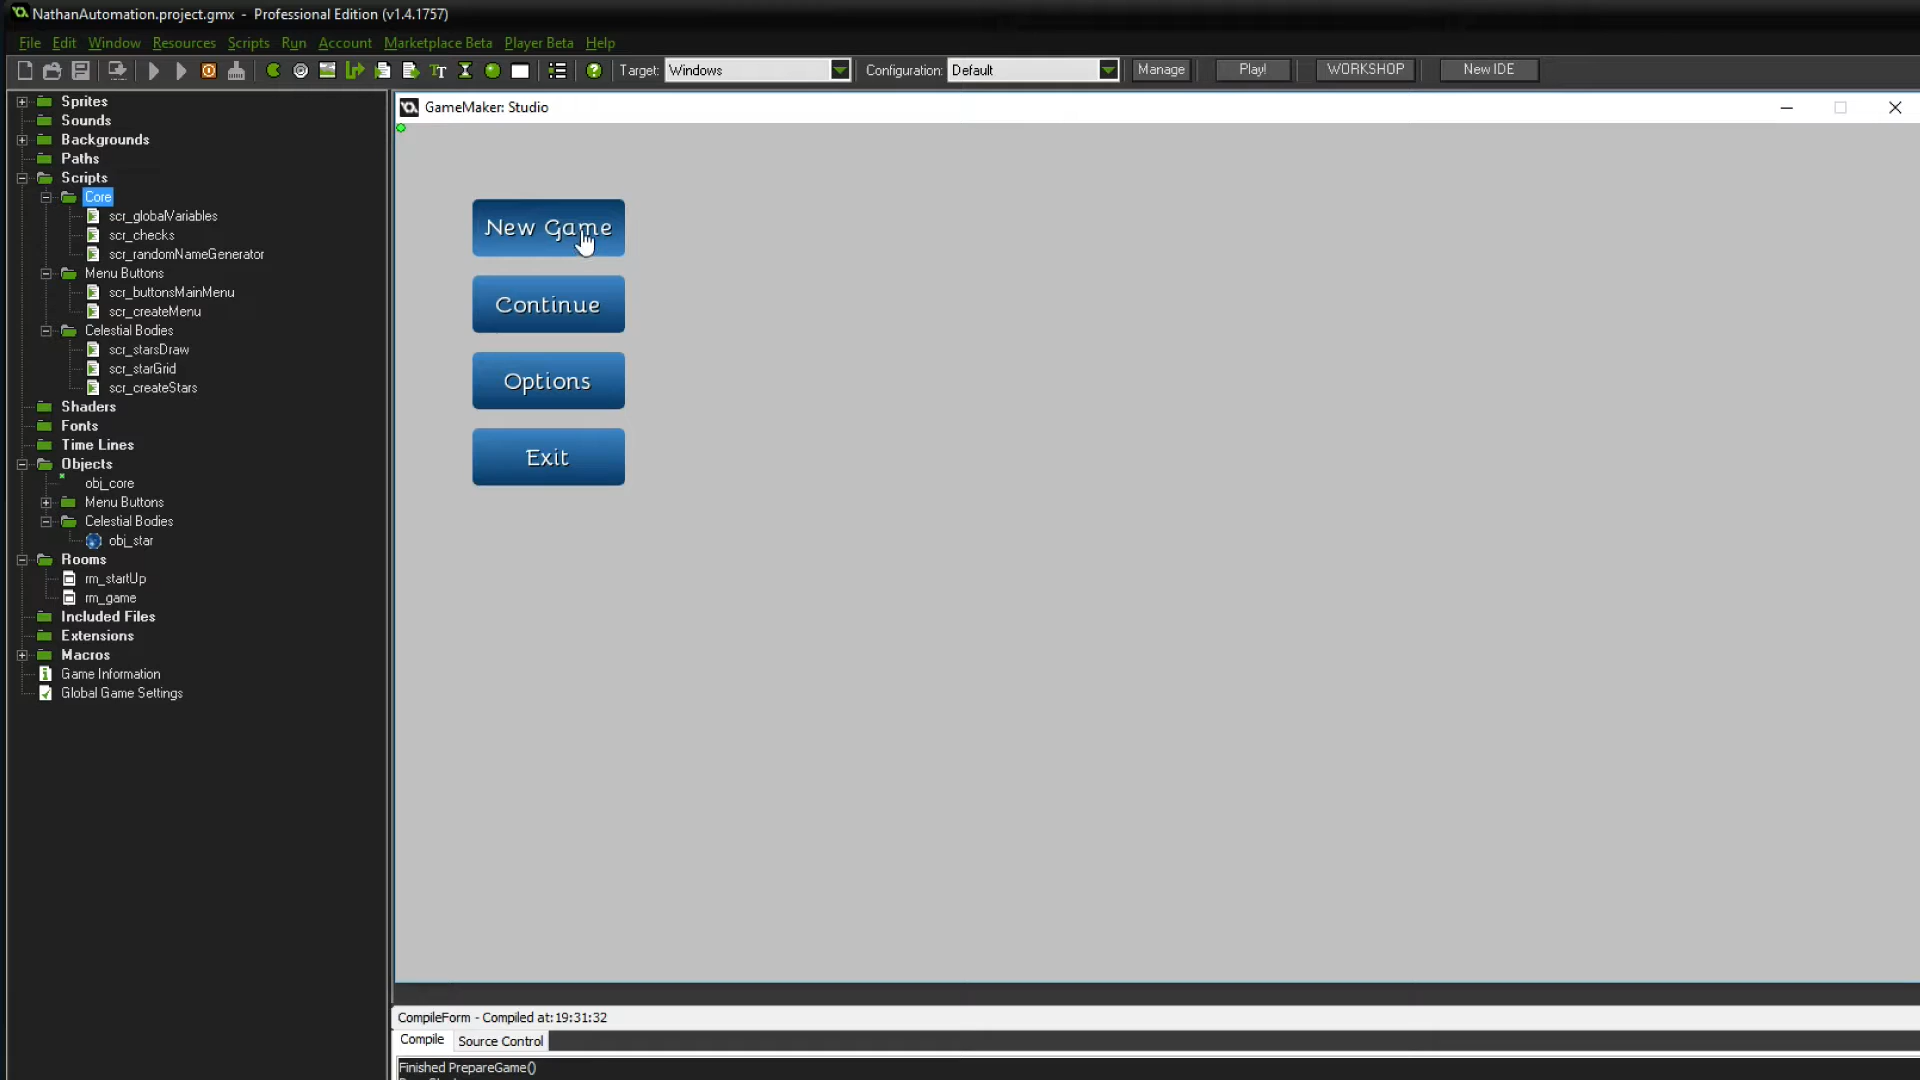 NathanAutomation.project.gmx - Professional Edition (v1.4.1757)
File Edit Window Resources Scripts Run Account Marketplace Beta Player Beta Help
Target: Windows Configuration: Default Manage Play! WORKSHOP New IDE
Sprites
Sounds
Backgrounds
Paths
Scripts
Core
scr_globalVariables
scr_checks
scr_randomNameGenerator
Menu Buttons
scr_buttonsMainMenu
scr_createMenu
Celestial Bodies
scr_starsDraw
scr_starGrid
scr_createStars
Shaders
Fonts
Time Lines
Objects
obj_core
Menu Buttons
Celestial Bodies
obj_star
Rooms
rm_startUp
rm_game
Included Files
Extensions
Macros
Game Information
Global Game Settings
GameMaker: Studio
New Game
Continue
Options
Exit
CompileForm - Compiled at: 19:31:32
Compile Source Control
Finished PrepareGame()